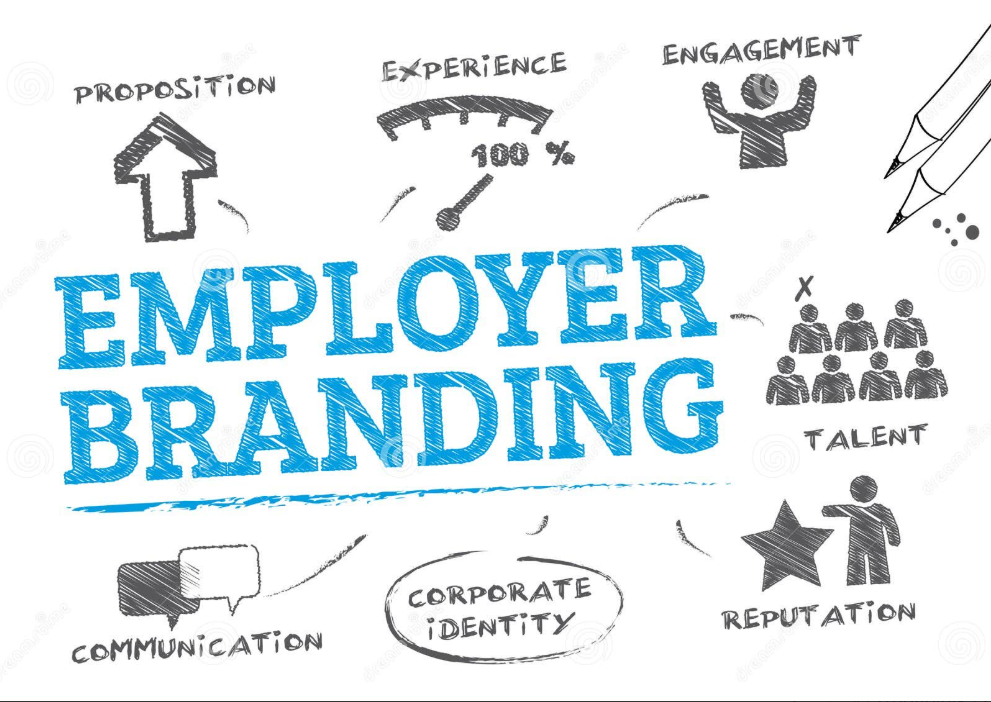 PROPOSITION
EXPERIENCE
ENGAGEMENT
100 %
EMPLOYER
BRANDING
X
TALENT
COMMUNICATION
CORPORATE
IDENTITY
REPUTATION